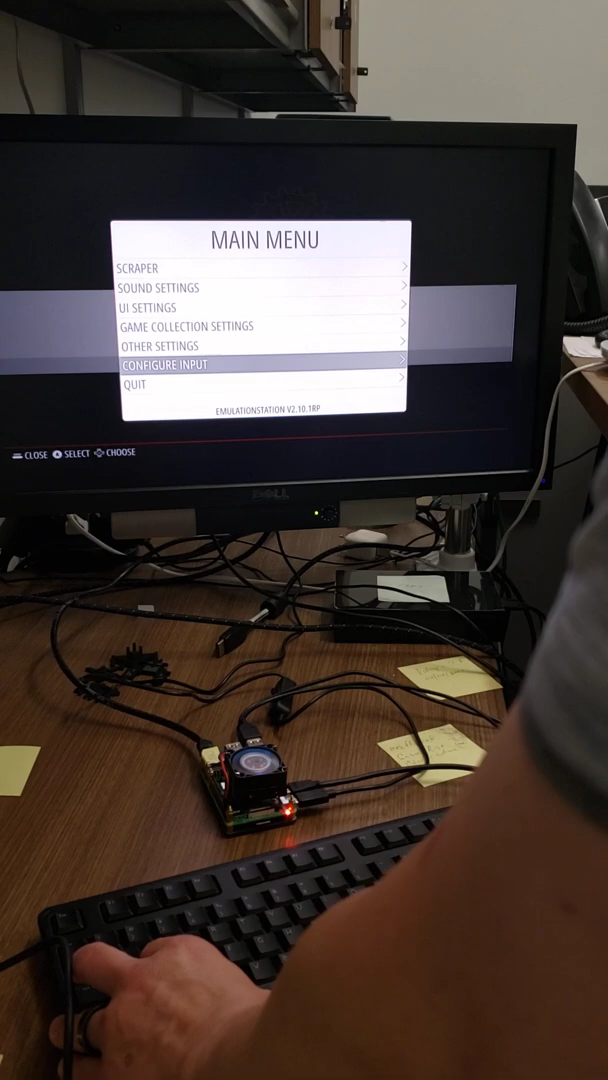 MAIN MENU
SCRAPER
SOUND SETTINGS
UI SETTINGS
GAME COLLECTION SETTINGS
OTHER SETTINGS
CONFIGURE INPUT
QUIT
EMULATIONSTATION V2.10.1RP
CLOSE SELECT CHOOSE
DELL